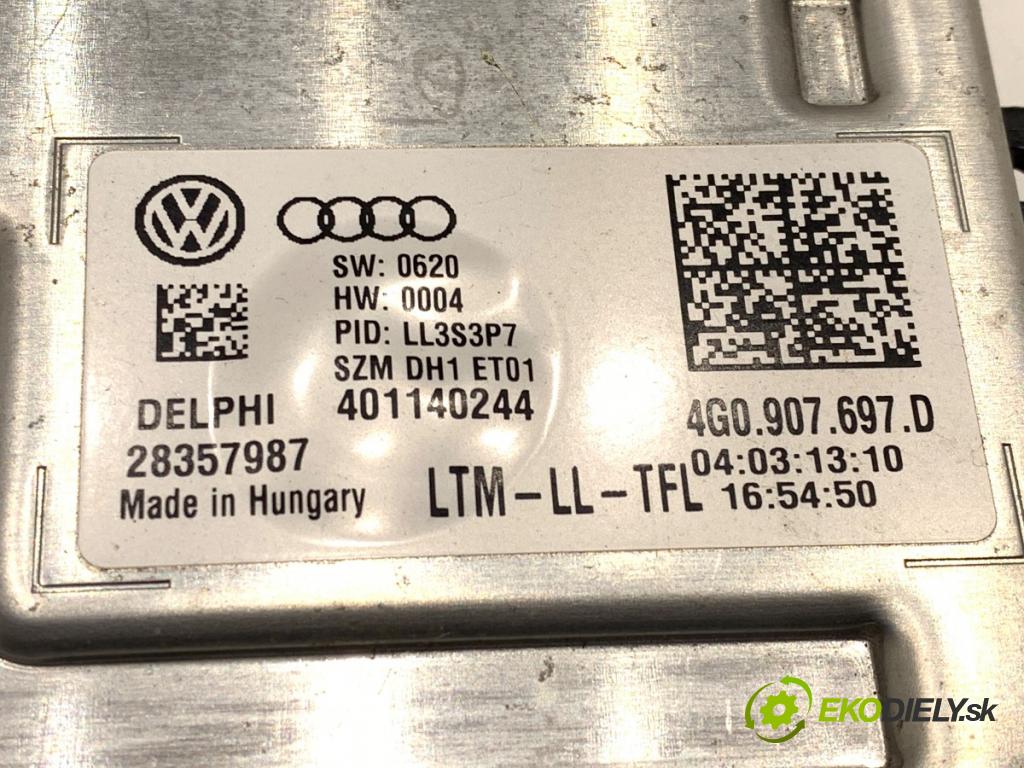 SW: 0620
HW: 0004
PID: LL3S3P7
SZM DH1 ET01
DELPHI 401140244
4G0.907.697.D
28357987
04:03:13:10
Made in Hungary
LTM-LL-TFL
16:54:50
EKODIELY.sk